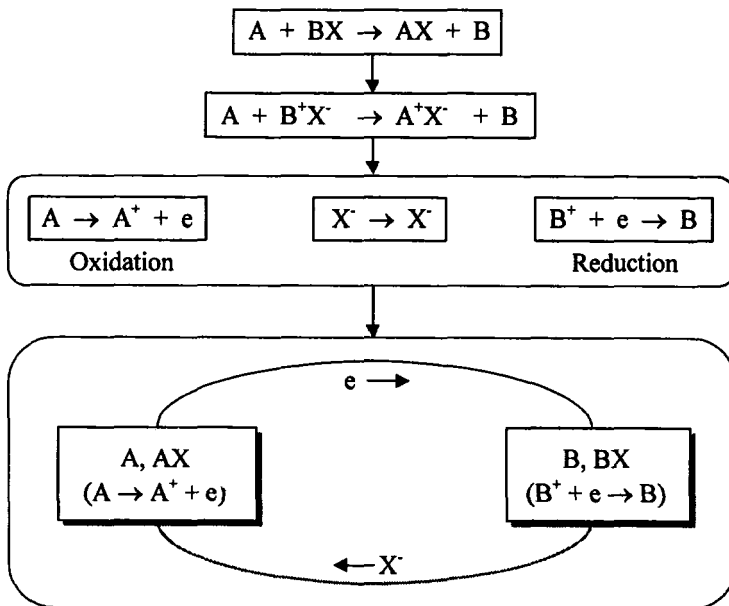 A + BX → AX + B
A + B⁺X⁻ → A⁺X⁻ + B
A → A⁺ + e
X⁻ → X⁻
B⁺ + e → B
Oxidation
Reduction
e →
A, AX
(A → A⁺ + e)
B, BX
(B⁺ + e → B)
← X⁻